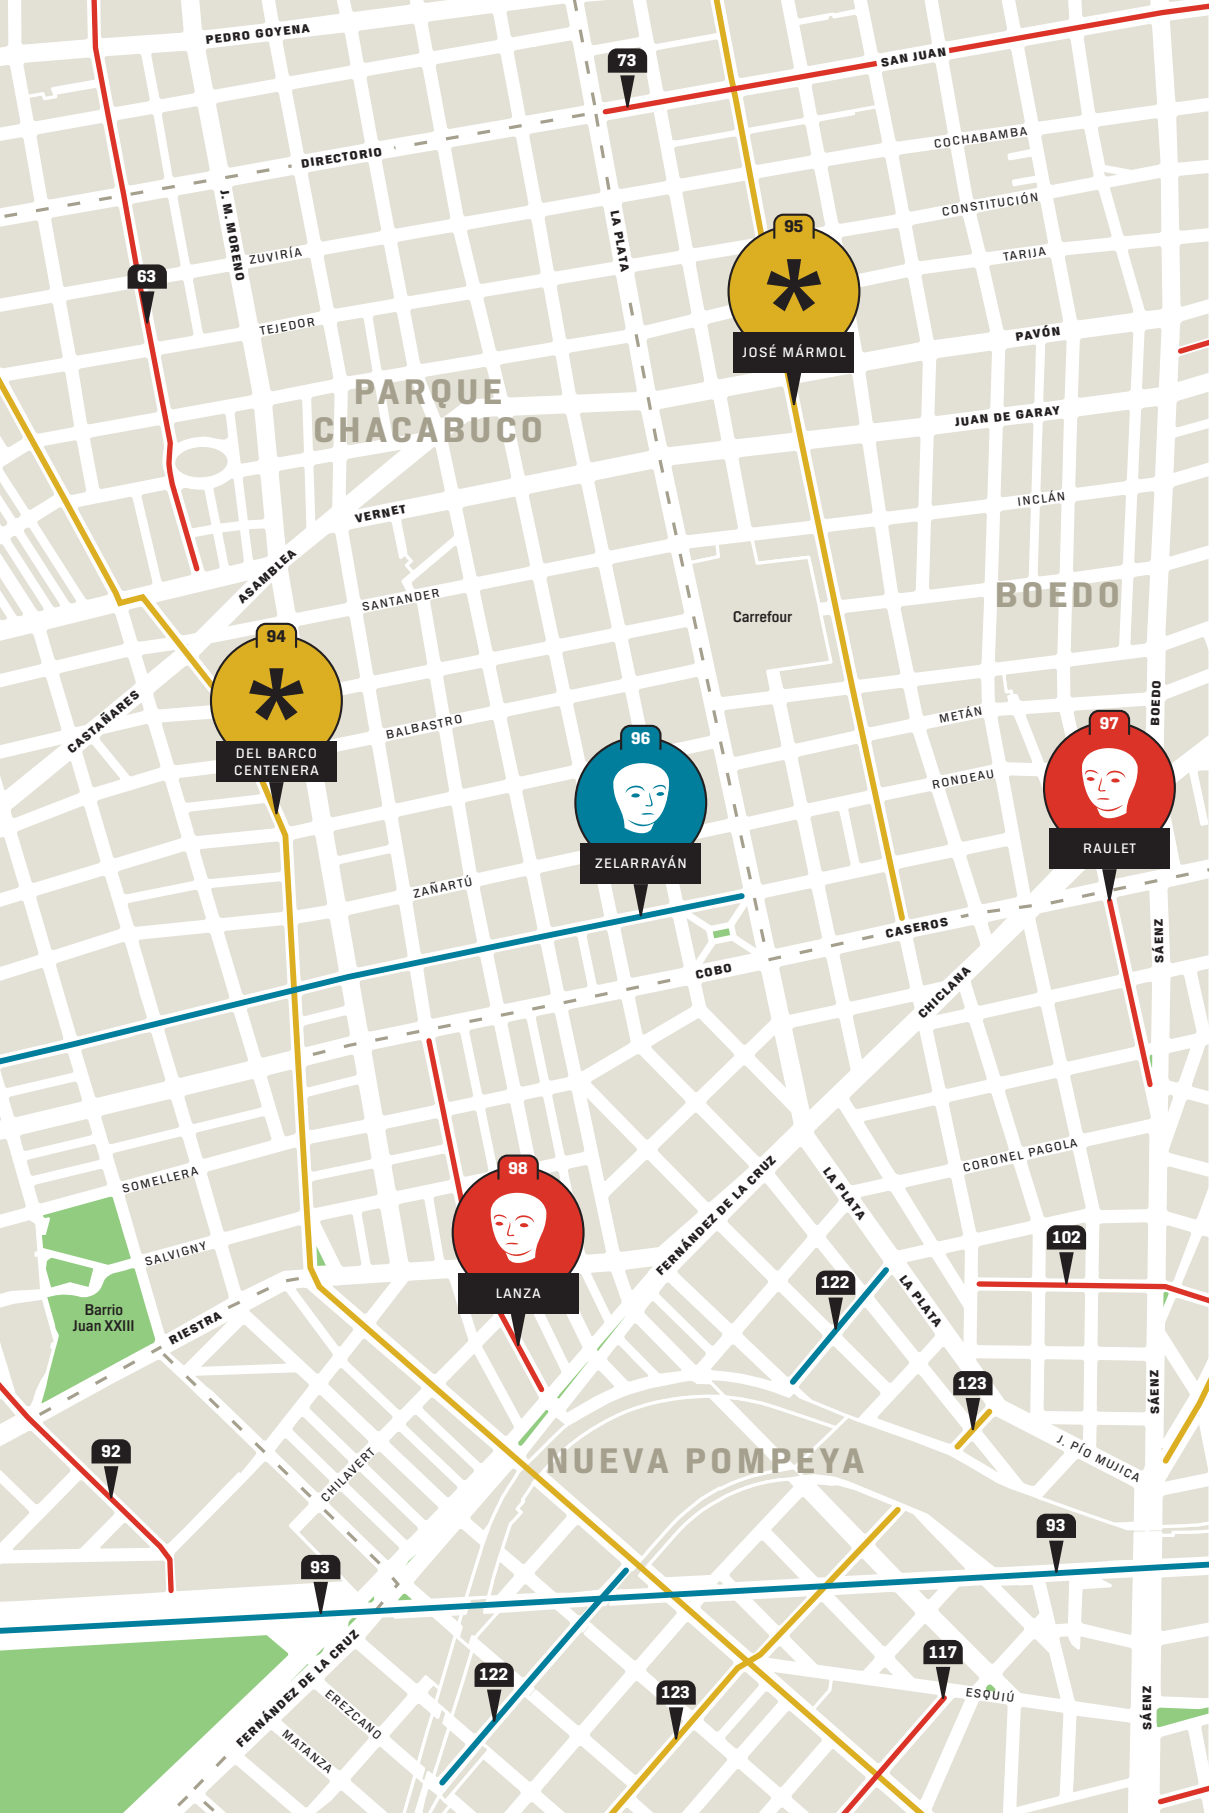 PEDRO GOYENA
SAN JUAN
73
COCHABAMBA
DIRECTORIO
J. M. MORENO
CONSTITUCIÓN
LA PLATA
95
ZUVIRÍA
TARIJA
63
TEJEDOR
PAVÓN
JOSÉ MÁRMOL
PARQUE
CHACABUCO
JUAN DE GARAY
INCLÁN
VERNET
ASAMBLEA
SANTANDER
BOEDO
Carrefour
94
CASTAÑARES
BOEDO
METÁN
BALBASTRO
97
96
DEL BARCO
CENTENERA
RONDEAU
RAULET
ZELARRAYÁN
ZAÑARTÚ
CASEROS
SÁENZ
COBO
CHICLANA
CORONEL PAGOLA
98
SOMELLERA
LA PLATA
FERNÁNDEZ DE LA CRUZ
102
SALVIGNY
122
LANZA
LA PLATA
Barrio
Juan XXIII
RIESTRA
123
SÁENZ
92
NUEVA POMPEYA
J. PÍO MUJICA
CHILAVERT
93
93
117
FERNÁNDEZ DE LA CRUZ
122
123
ESQUIÚ
EREZCANO
SÁENZ
MATANZA